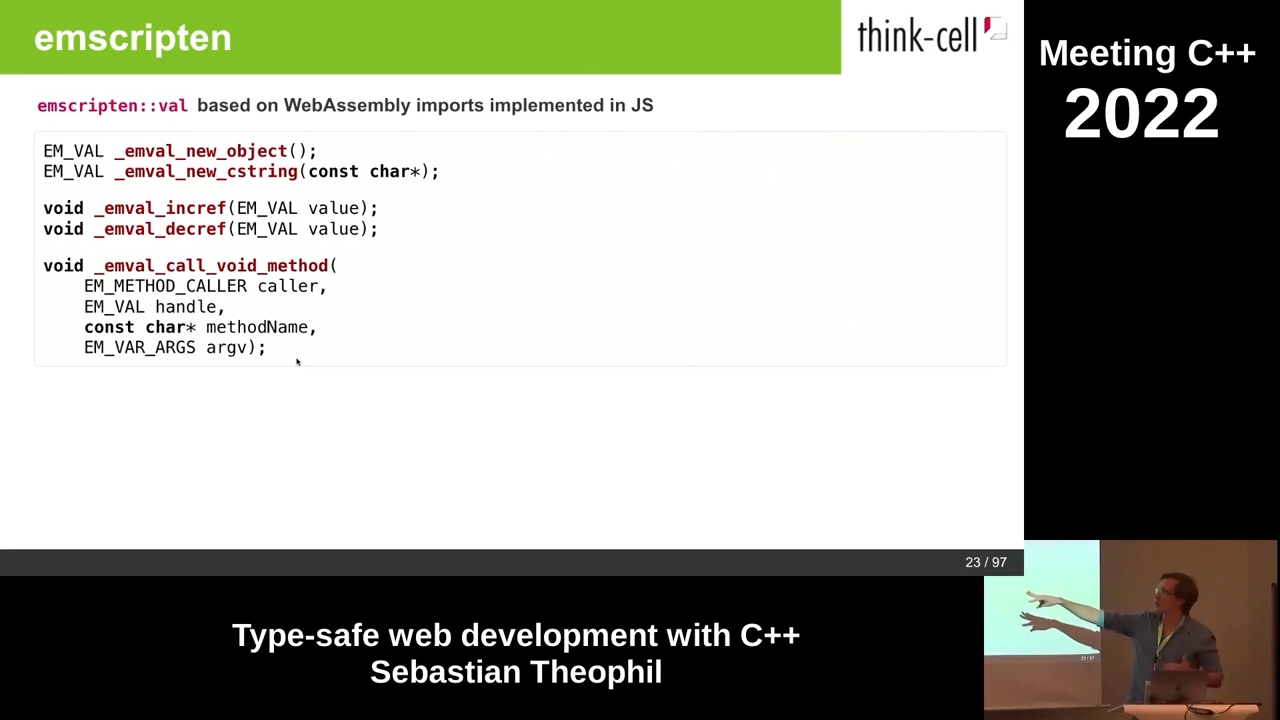 emscripten
think-cell
Meeting C++
2022
emscripten::val based on WebAssembly imports implemented in JS
EM_VAL _emval_new_object();
EM_VAL _emval_new_cstring(const char*);
void _emval_incref(EM_VAL value);
void _emval_decref(EM_VAL value);
void _emval_call_void_method(
    EM_METHOD_CALLER caller,
    EM_VAL handle,
    const char* methodName,
    EM_VAR_ARGS argv);
23 / 97
Type-safe web development with C++
Sebastian Theophil
23 / 97